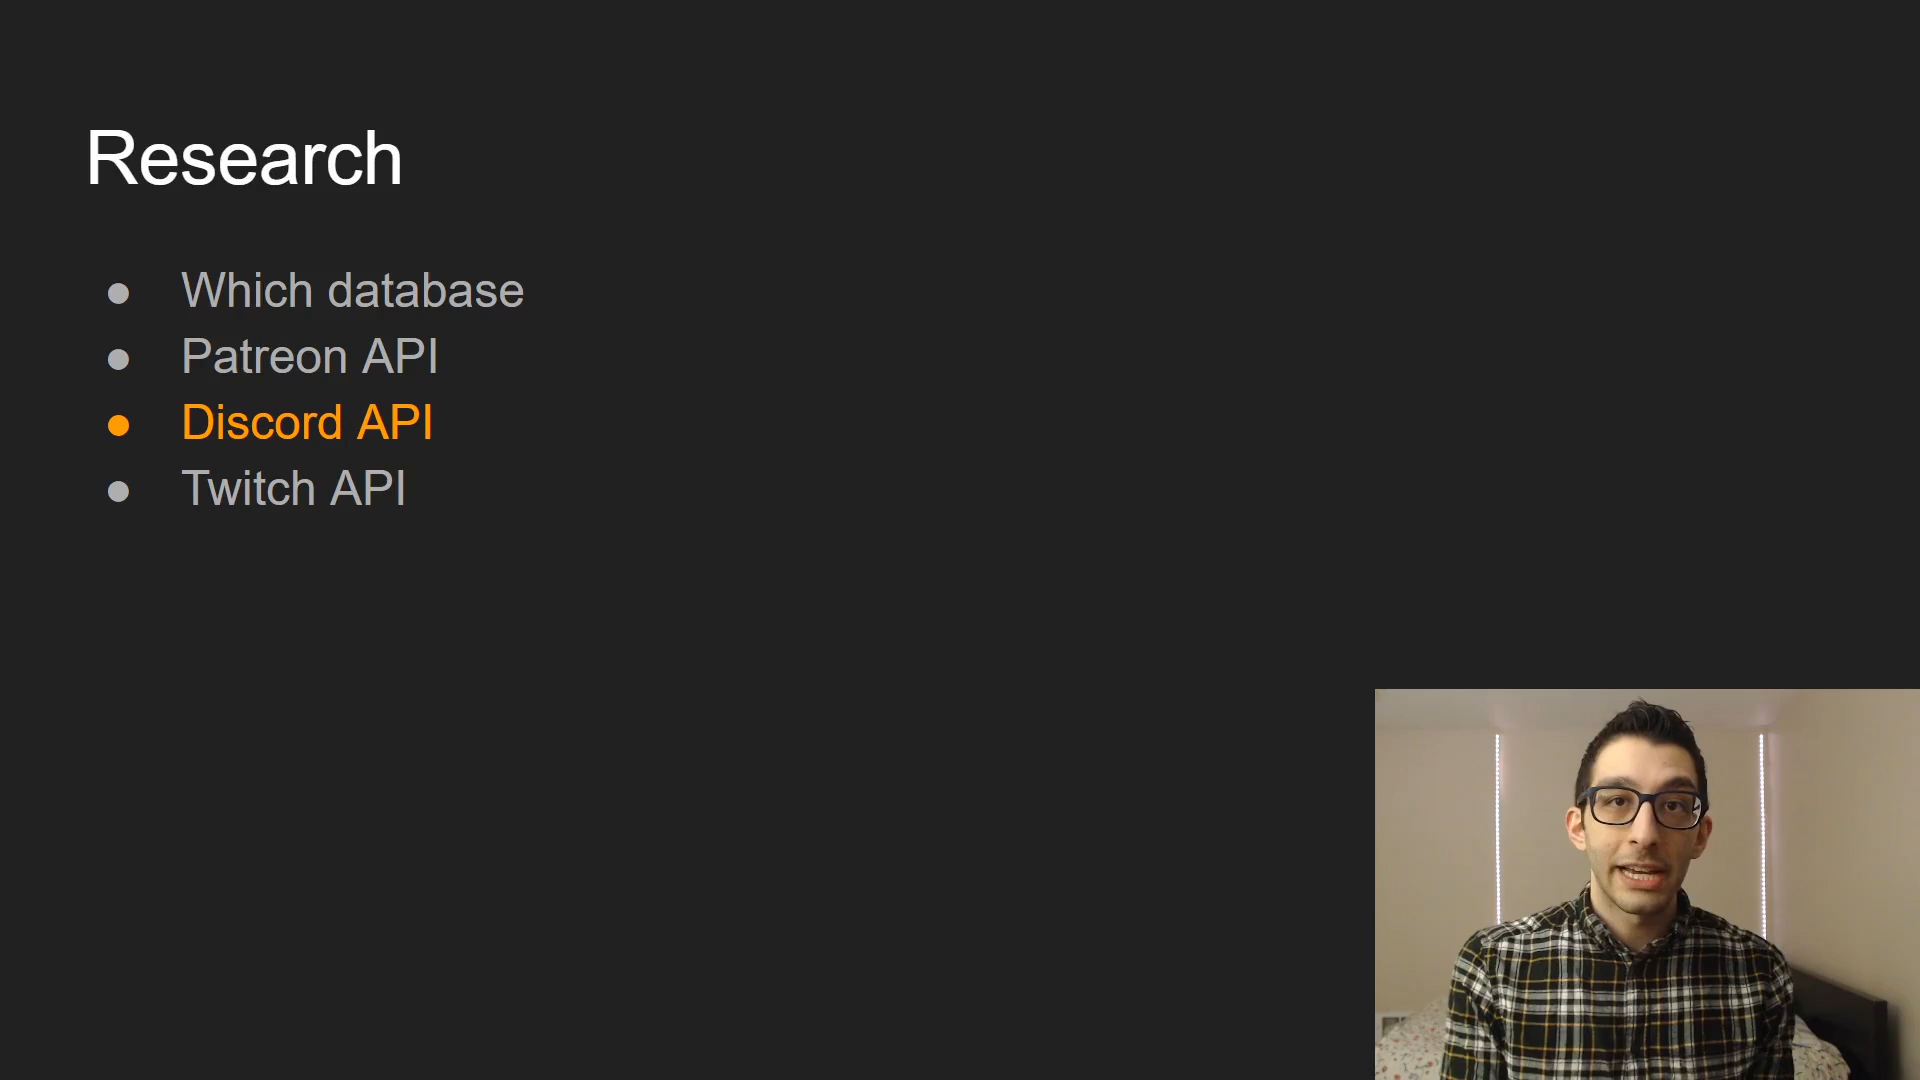 Research
● Which database
● Patreon API
● Discord API
● Twitch API